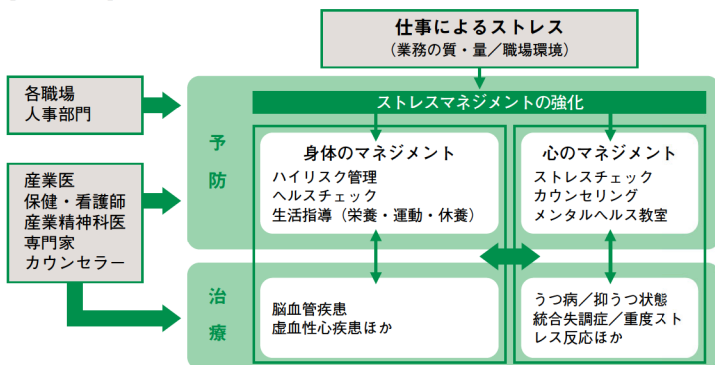 仕事によるストレス
（業務の質・量／職場環境）
各職場
人事部門
ストレスマネジメントの強化
予
防
身体のマネジメント
ハイリスク管理
ヘルスチェック
生活指導（栄養・運動・休養）
心のマネジメント
ストレスチェック
カウンセリング
メンタルヘルス教室
産業医
保健・看護師
産業精神科医
専門家
カウンセラー
治
療
脳血管疾患
虚血性心疾患ほか
うつ病／抑うつ状態
統合失調症／重度スト
レス反応ほか